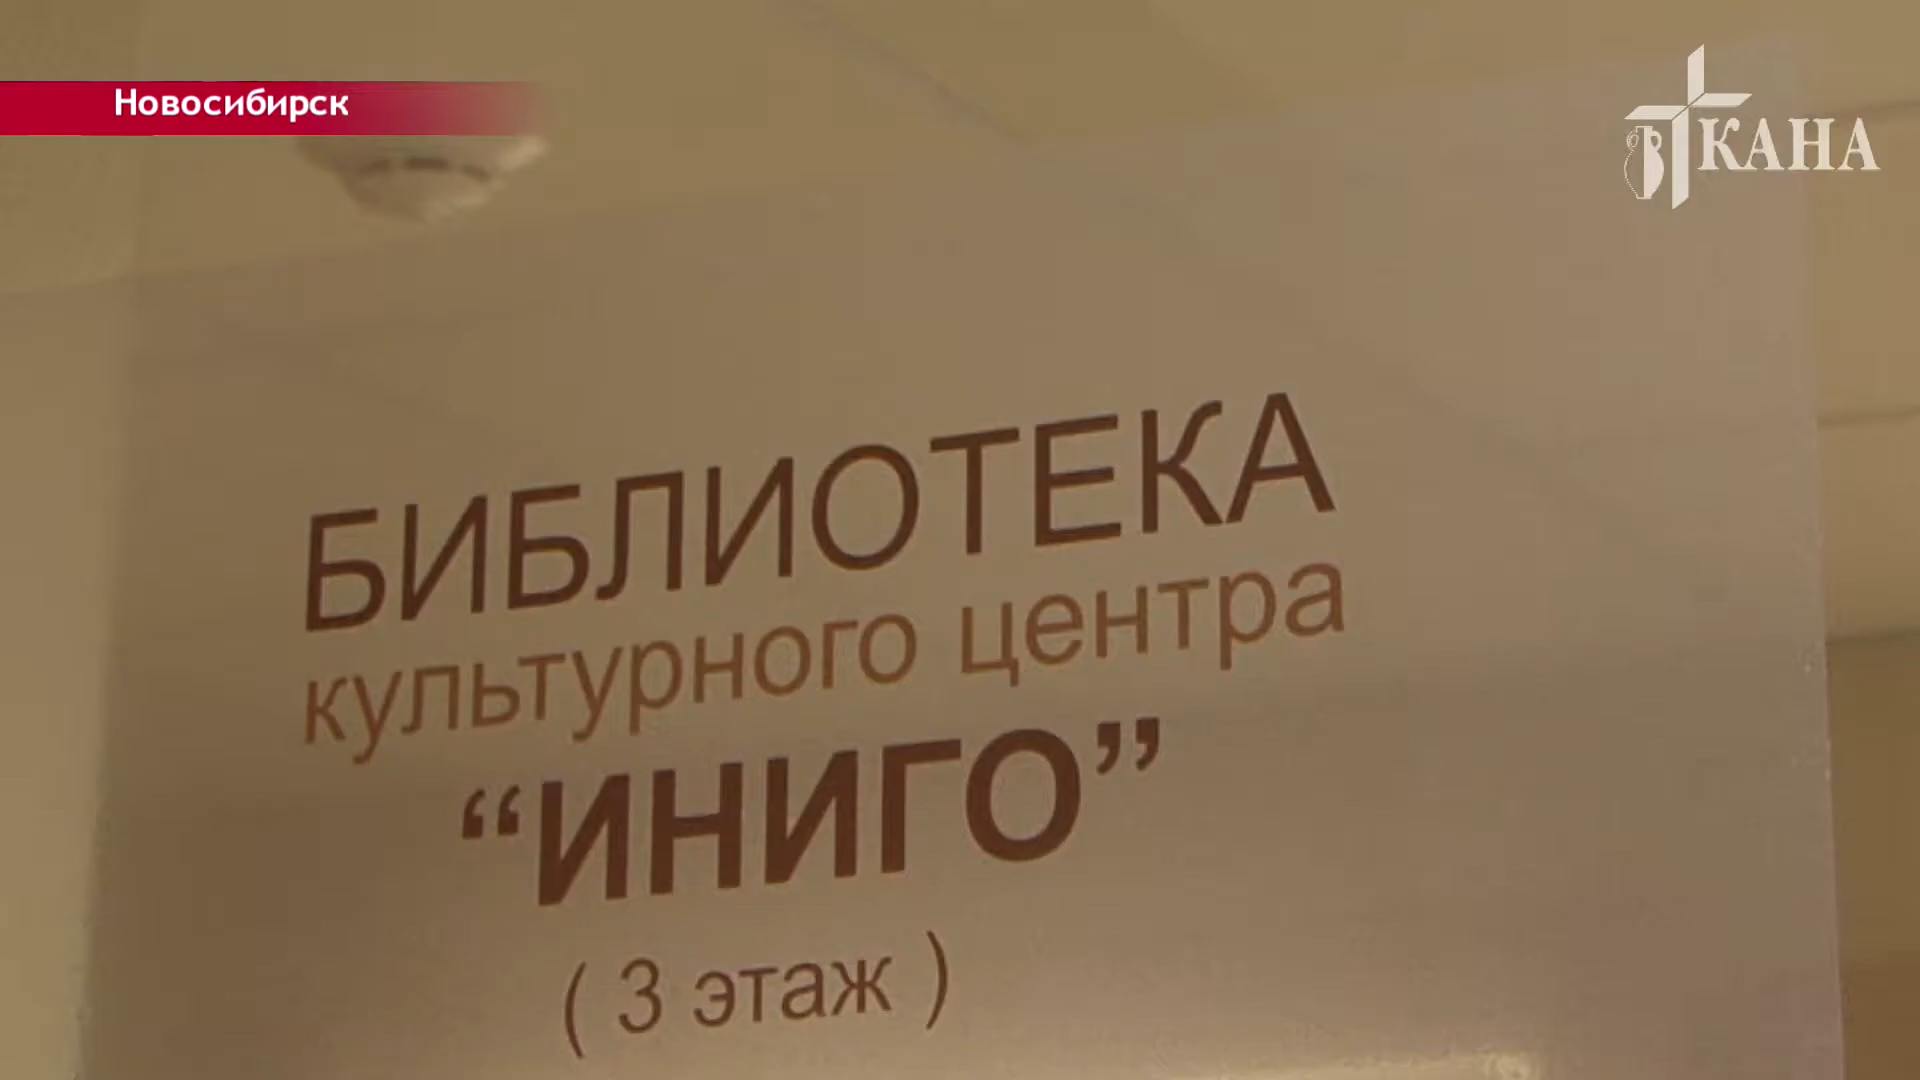 Новосибирск
КАНА
БИБЛИОТЕКА
культурного центра
“ИНИГО”
( 3 этаж )